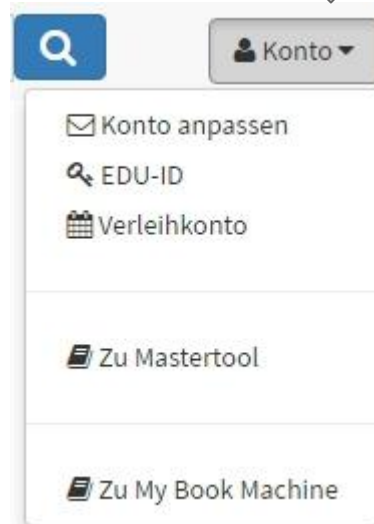 Konto
Konto anpassen
EDU-ID
Verleihkonto
Zu Mastertool
Zu My Book Machine